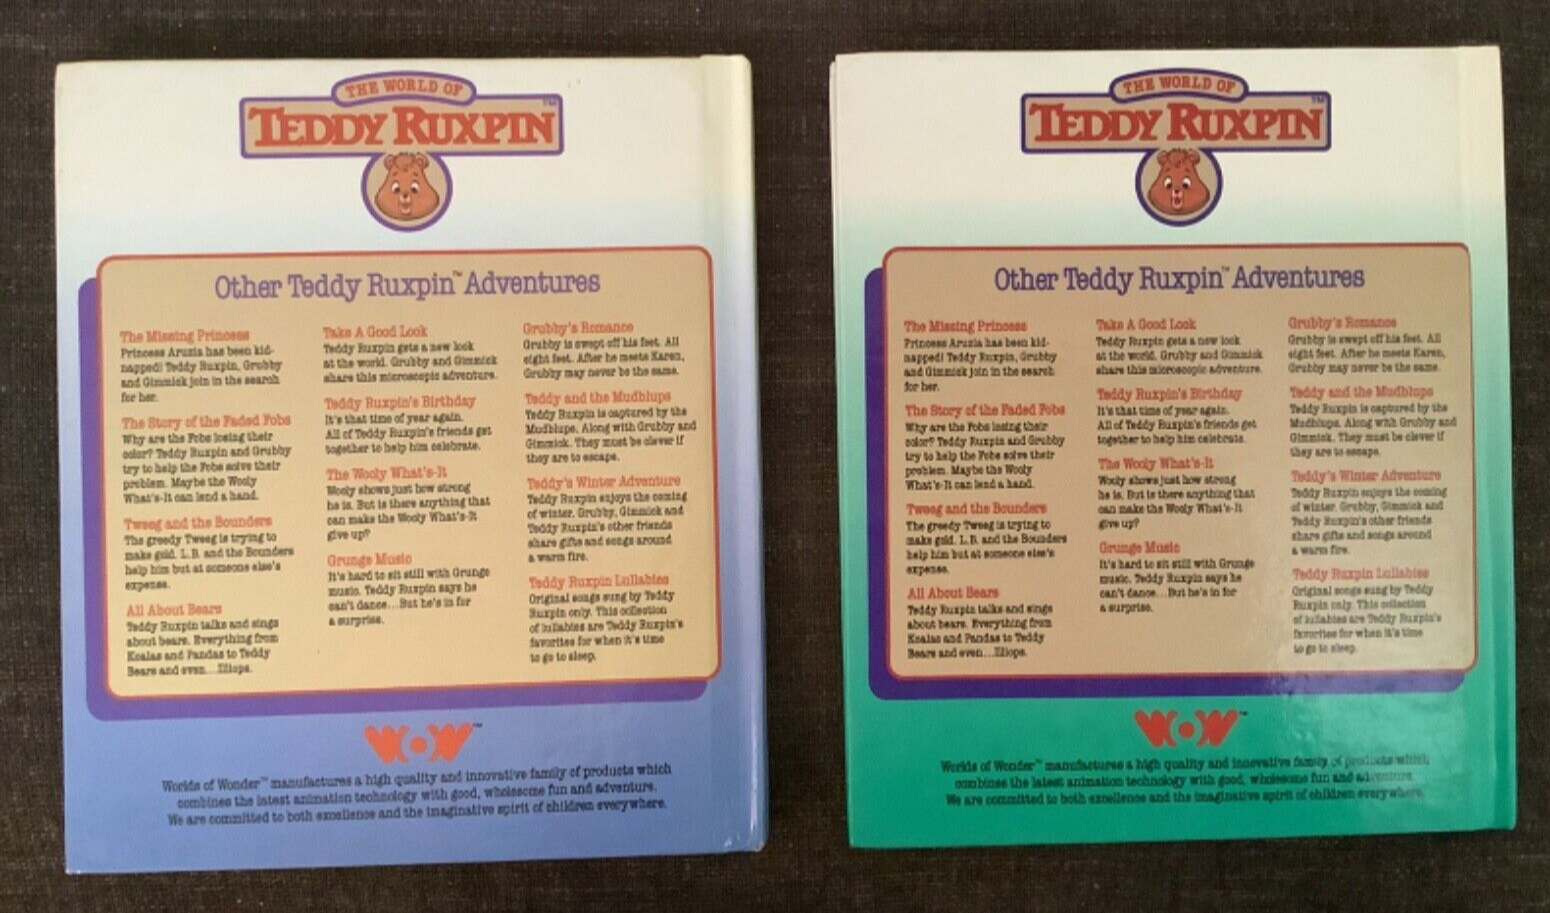 THE WORLD OF
TEDDY RUXPIN™
Other Teddy Ruxpin™ Adventures
The Missing Princess
Princess Aruzia has been kid-
napped! Teddy Ruxpin, Grubby
and Gimmick join in the search
for her.
The Story of the Faded Fobs
Why are the Fobs losing their
color? Teddy Ruxpin and Grubby
try to help the Fobs solve their
problem. Maybe the Wooly
What's-It can lend a hand.
Tweeg and the Bounders
The greedy Tweeg is trying to
make gold. L.B. and the Bounders
help him but at someone else's
expense.
All About Bears
Teddy Ruxpin talks and sings
about bears. Everything from
Koalas and Pandas to Teddy
Bears and even...Illiops.
Take A Good Look
Teddy Ruxpin gets a new look
at the world. Grubby and Gimmick
share this microscopic adventure.
Teddy Ruxpin's Birthday
It's that time of year again.
All of Teddy Ruxpin's friends get
together to help him celebrate.
The Wooly What's-It
Wooly shows just how strong
he is. But is there anything that
can make the Wooly What's-It
give up?
Grunge Music
It's hard to sit still with Grunge
music. Teddy Ruxpin says he
can't dance...But he's in for
a surprise.
Grubby's Romance
Grubby is swept off his feet. All
eight feet. After he meets Karen,
Grubby may never be the same.
Teddy and the Mudblups
Teddy Ruxpin is captured by the
Mudblups. Along with Grubby and
Gimmick. They must be clever if
they are to escape.
Teddy's Winter Adventure
Teddy Ruxpin enjoys the coming
of winter. Grubby, Gimmick and
Teddy Ruxpin's other friends
share gifts and songs around
a warm fire.
Teddy Ruxpin Lullabies
Original songs sung by Teddy
Ruxpin only. This collection
of lullabies are Teddy Ruxpin's
favorites for when it's time
to go to sleep.
WOW™
Worlds of Wonder™ manufactures a high quality and innovative family of products which
combines the latest animation technology with good, wholesome fun and adventure.
We are committed to both excellence and the imaginative spirit of children everywhere.
THE WORLD OF
TEDDY RUXPIN™
Other Teddy Ruxpin™ Adventures
The Missing Princess
Princess Aruzia has been kid-
napped! Teddy Ruxpin, Grubby
and Gimmick join in the search
for her.
The Story of the Faded Fobs
Why are the Fobs losing their
color? Teddy Ruxpin and Grubby
try to help the Fobs solve their
problem. Maybe the Wooly
What's-It can lend a hand.
Tweeg and the Bounders
The greedy Tweeg is trying to
make gold. L.B. and the Bounders
help him but at someone else's
expense.
All About Bears
Teddy Ruxpin talks and sings
about bears. Everything from
Koalas and Pandas to Teddy
Bears and even...Illiops.
Take A Good Look
Teddy Ruxpin gets a new look
at the world. Grubby and Gimmick
share this microscopic adventure.
Teddy Ruxpin's Birthday
It's that time of year again.
All of Teddy Ruxpin's friends get
together to help him celebrate.
The Wooly What's-It
Wooly shows just how strong
he is. But is there anything that
can make the Wooly What's-It
give up?
Grunge Music
It's hard to sit still with Grunge
music. Teddy Ruxpin says he
can't dance...But he's in for
a surprise.
Grubby's Romance
Grubby is swept off his feet. All
eight feet. After he meets Karen,
Grubby may never be the same.
Teddy and the Mudblups
Teddy Ruxpin is captured by the
Mudblups. Along with Grubby and
Gimmick. They must be clever if
they are to escape.
Teddy's Winter Adventure
Teddy Ruxpin enjoys the coming
of winter. Grubby, Gimmick and
Teddy Ruxpin's other friends
share gifts and songs around
a warm fire.
Teddy Ruxpin Lullabies
Original songs sung by Teddy
Ruxpin only. This collection
of lullabies are Teddy Ruxpin's
favorites for when it's time
to go to sleep.
WOW™
Worlds of Wonder™ manufactures a high quality and innovative family of products which
combines the latest animation technology with good, wholesome fun and adventure.
We are committed to both excellence and the imaginative spirit of children everywhere.